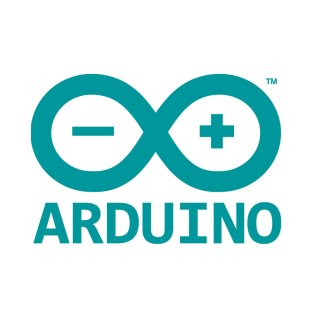 ™
− +
ARDUINO